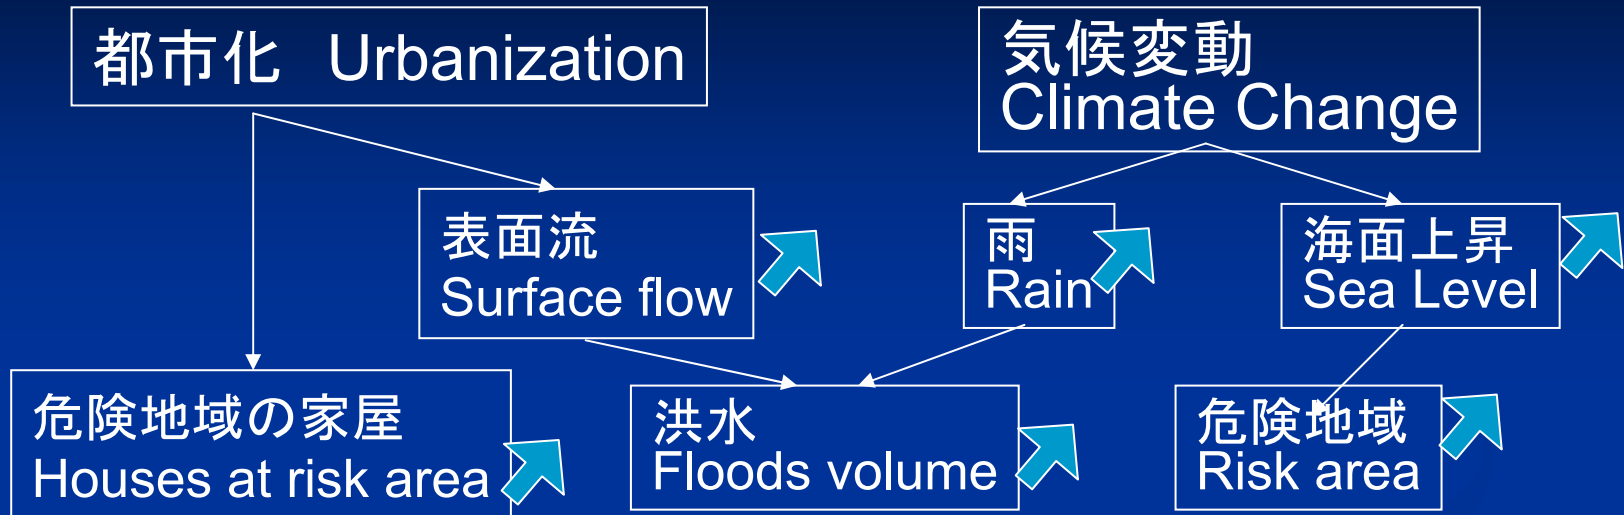 都市化　Urbanization
気候変動
Climate Change
表面流
Surface flow
雨
Rain
海面上昇
Sea Level
危険地域の家屋
Houses at risk area
洪水
Floods volume
危険地域
Risk area